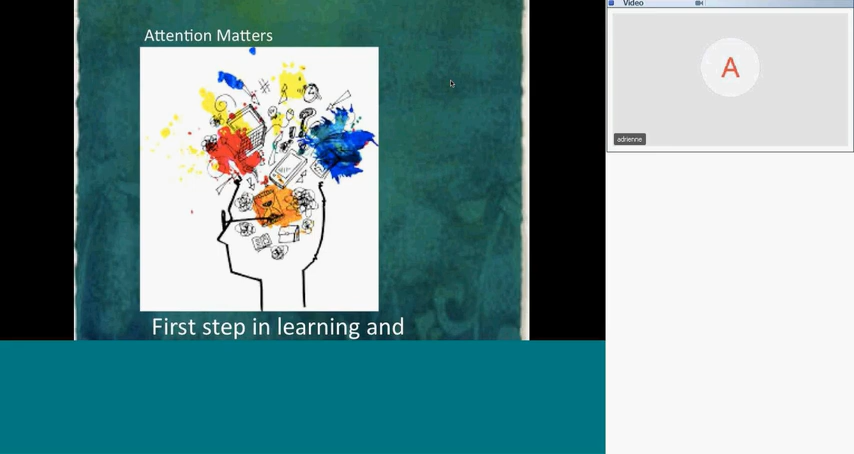 Attention Matters
First step in learning and
Video
A
adrienne